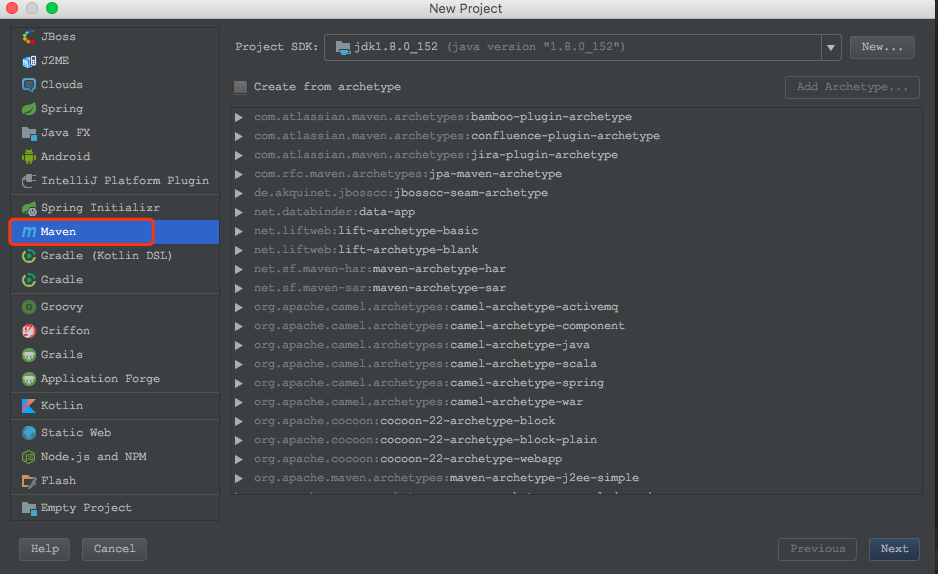 New Project
JBoss
J2ME
Clouds
Spring
Java FX
Android
IntelliJ Platform Plugin
Spring Initializr
Maven
Gradle (Kotlin DSL)
Gradle
Groovy
Griffon
Grails
Application Forge
Kotlin
Static Web
Node.js and NPM
Flash
Empty Project
Project SDK: jdk1.8.0_152 (java version "1.8.0_152") New...
Create from archetype Add Archetype...
com.atlassian.maven.archetypes:bamboo-plugin-archetype
com.atlassian.maven.archetypes:confluence-plugin-archetype
com.atlassian.maven.archetypes:jira-plugin-archetype
com.rfc.maven.archetypes:jpa-maven-archetype
de.akquinet.jbosscc:jbosscc-seam-archetype
net.databinder:data-app
net.liftweb:lift-archetype-basic
net.liftweb:lift-archetype-blank
net.sf.maven-har:maven-archetype-har
net.sf.maven-sar:maven-archetype-sar
org.apache.camel.archetypes:camel-archetype-activemq
org.apache.camel.archetypes:camel-archetype-component
org.apache.camel.archetypes:camel-archetype-java
org.apache.camel.archetypes:camel-archetype-scala
org.apache.camel.archetypes:camel-archetype-spring
org.apache.camel.archetypes:camel-archetype-war
org.apache.cocoon:cocoon-22-archetype-block
org.apache.cocoon:cocoon-22-archetype-block-plain
org.apache.cocoon:cocoon-22-archetype-webapp
org.apache.maven.archetypes:maven-archetype-j2ee-simple
Help Cancel Previous Next